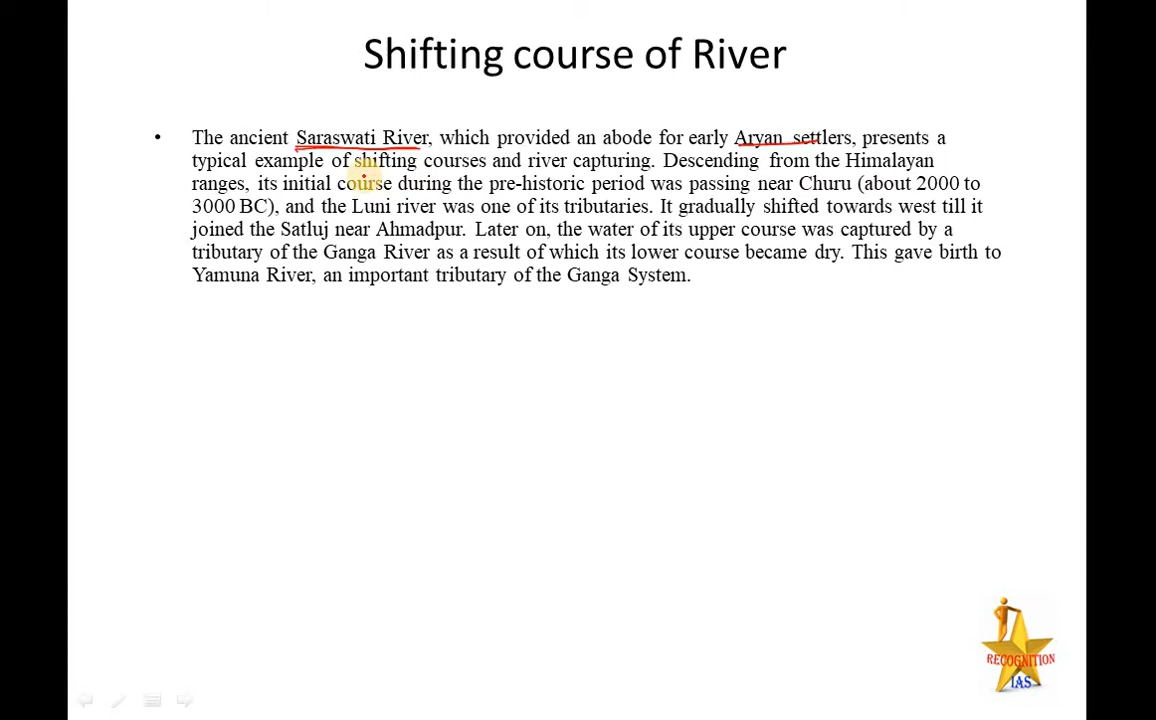 Shifting course of River
• The ancient Saraswati River, which provided an abode for early Aryan settlers, presents a
typical example of shifting courses and river capturing. Descending from the Himalayan
ranges, its initial course during the pre-historic period was passing near Churu (about 2000 to
3000 BC), and the Luni river was one of its tributaries. It gradually shifted towards west till it
joined the Satluj near Ahmadpur. Later on, the water of its upper course was captured by a
tributary of the Ganga River as a result of which its lower course became dry. This gave birth to
Yamuna River, an important tributary of the Ganga System.
RECOGNITION
IAS